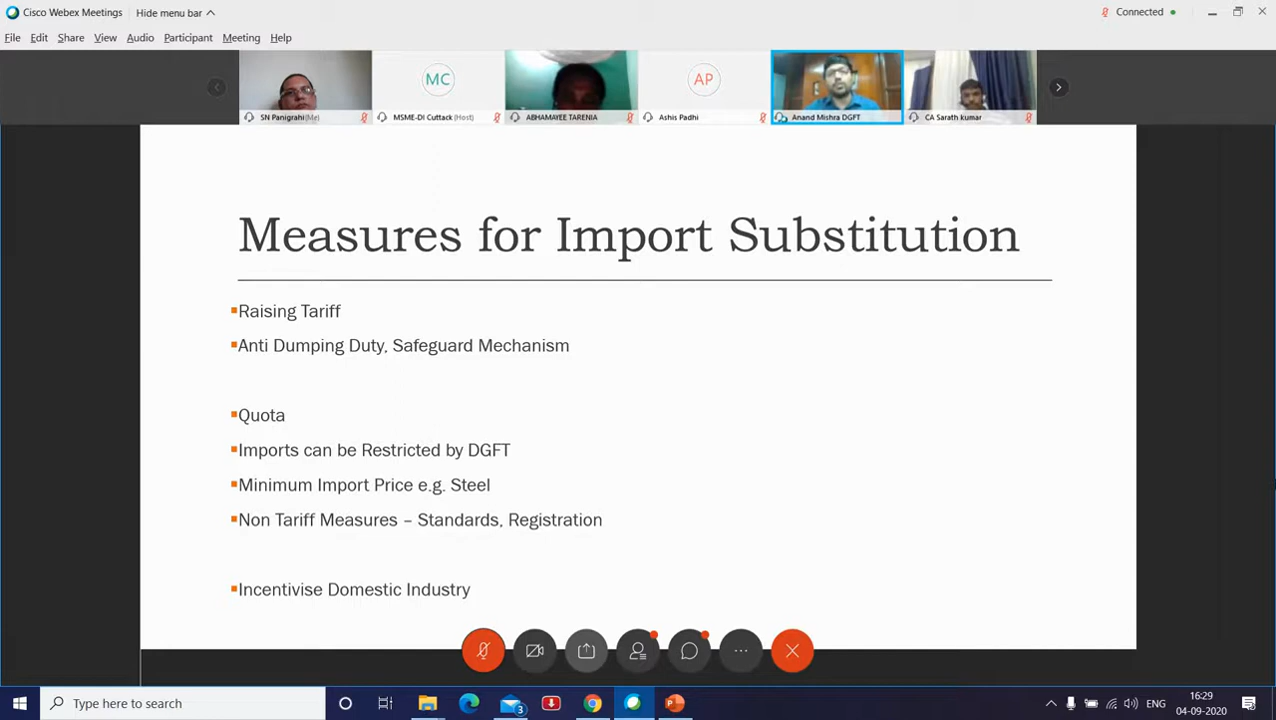 Cisco Webex Meetings
Hide menu bar
Connected
File Edit Share View Audio Participant Meeting Help
MC
AP
SN Panigrahi(Me)
MSME-DI Cuttack (Host)
ABHAMAYEE TARENIA
Ashis Padhi
Anand Mishra DGFT
CA Sarath kumar
Measures for Import Substitution
Raising Tariff
Anti Dumping Duty, Safeguard Mechanism
Quota
Imports can be Restricted by DGFT
Minimum Import Price e.g. Steel
Non Tariff Measures – Standards, Registration
Incentivise Domestic Industry
Type here to search
3
ENG
16:29
04-09-2020